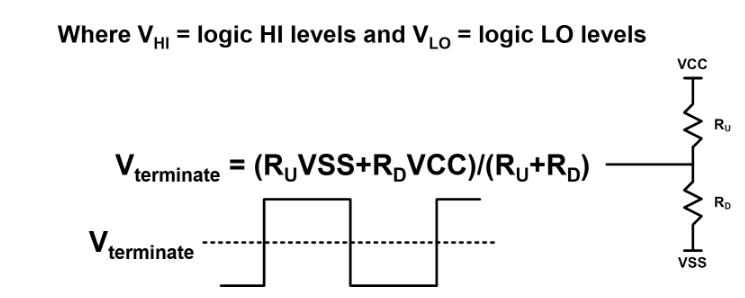 Where VHI = logic HI levels and VLO = logic LO levels
VCC
RU
Vterminate = (RUVSS+RDVCC)/(RU+RD)
RD
Vterminate
VSS